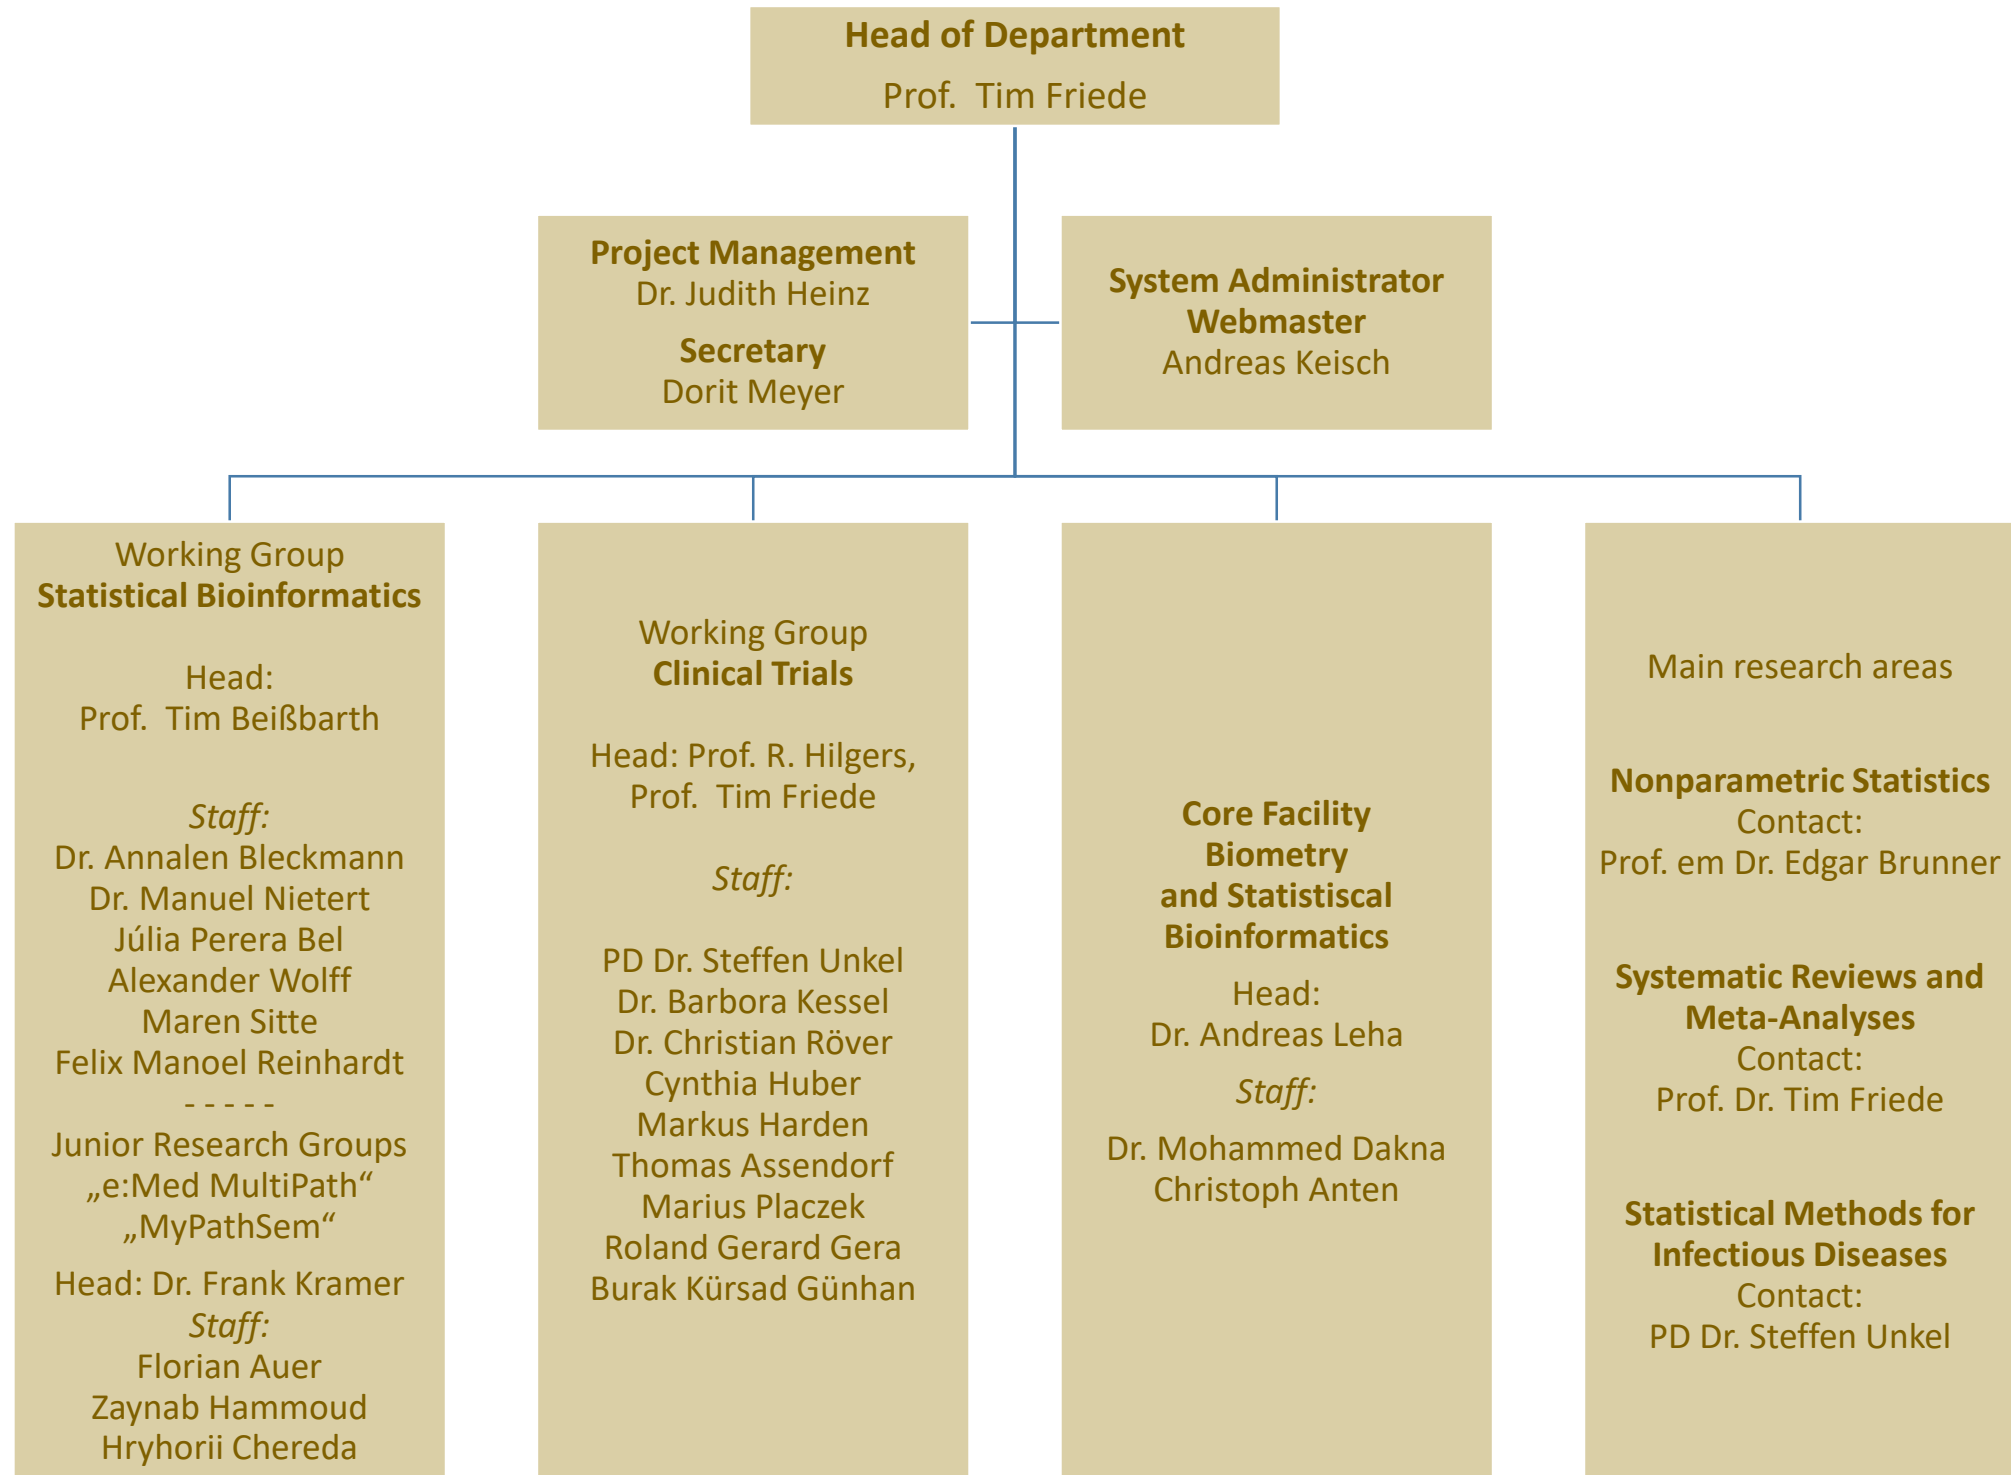 Head of Department
Prof. Tim Friede
Project Management
Dr. Judith Heinz
Secretary
Dorit Meyer
System Administrator
Webmaster
Andreas Keisch
Working Group
Statistical Bioinformatics
Head:
Prof. Tim Beißbarth
Staff:
Dr. Annalen Bleckmann
Dr. Manuel Nietert
Júlia Perera Bel
Alexander Wolff
Maren Sitte
Felix Manoel Reinhardt
- - - - -
Junior Research Groups
„e:Med MultiPath“
„MyPathSem“
Head: Dr. Frank Kramer
Staff:
Florian Auer
Zaynab Hammoud
Hryhorii Chereda
Working Group
Clinical Trials
Head: Prof. R. Hilgers,
Prof. Tim Friede
Staff:
PD Dr. Steffen Unkel
Dr. Barbora Kessel
Dr. Christian Röver
Cynthia Huber
Markus Harden
Thomas Assendorf
Marius Placzek
Roland Gerard Gera
Burak Kürsad Günhan
Core Facility
Biometry
and Statistiscal
Bioinformatics
Head:
Dr. Andreas Leha
Staff:
Dr. Mohammed Dakna
Christoph Anten
Main research areas
Nonparametric Statistics
Contact:
Prof. em Dr. Edgar Brunner
Systematic Reviews and
Meta-Analyses
Contact:
Prof. Dr. Tim Friede
Statistical Methods for
Infectious Diseases
Contact:
PD Dr. Steffen Unkel